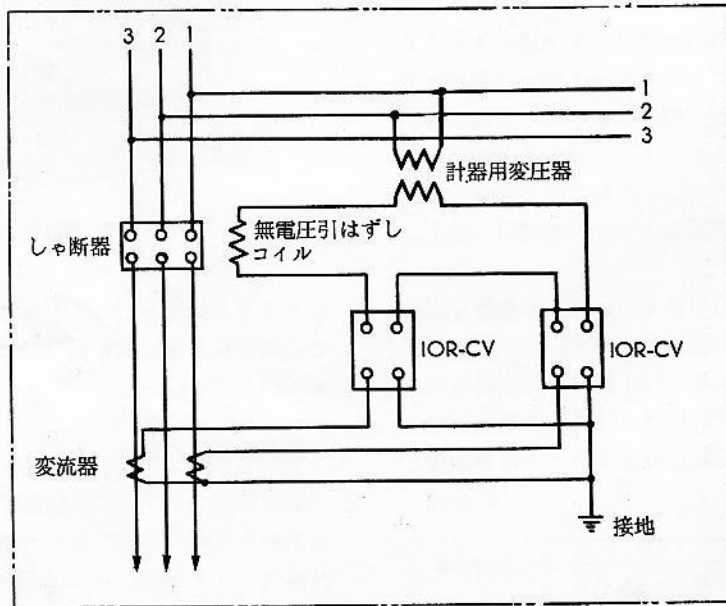 3 2 1
1
2
3
計器用変圧器
しゃ断器
無電圧引はずし
コイル
IOR-CV
IOR-CV
変流器
接地